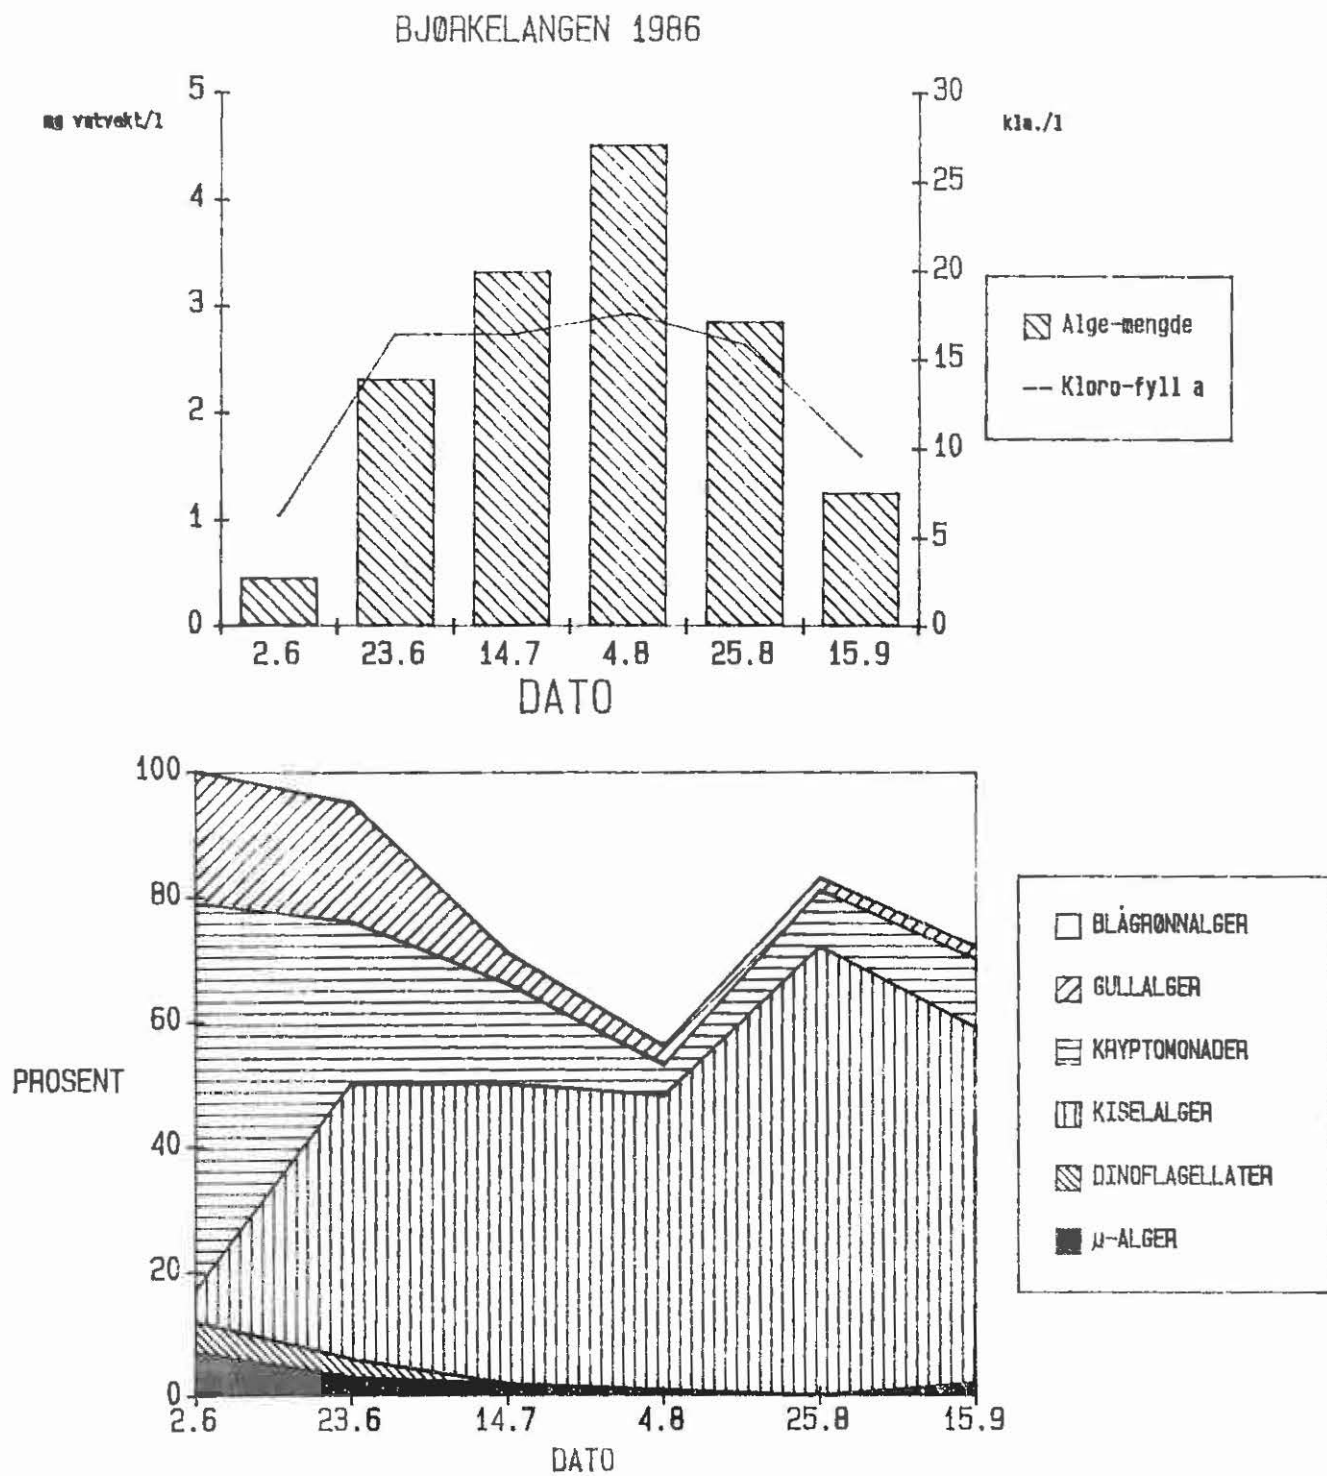 BJØRKELANGEN 1986
mg vatvekt/l
kla./l
5
4
3
2
1
0
30
25
20
15
10
5
0
Alge-mengde
Kloro-fyll a
2.6 23.6 14.7 4.8 25.8 15.9
DATO
100
80
60
40
20
0
PROSENT
BLÅGRØNNALGER
GULLALGER
KRYPTOMONADER
KISELALGER
DINOFLAGELLATER
µ-ALGER
2.6 23.6 14.7 4.8 25.8 15.9
DATO